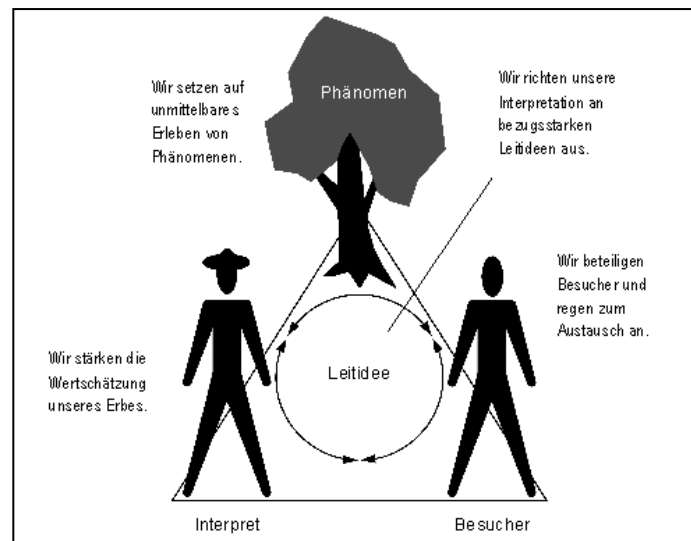 Wir setzen auf
unmittelbares
Erleben von
Phänomenen.
Phänomen
Wir richten unsere
Interpretation an
bezugsstarken
Leitideen aus.
Wir beteiligen
Besucher und
regen zum
Austausch an.
Wir stärken die
Wertschätzung
unseres Erbes.
Leitidee
Interpret
Besucher